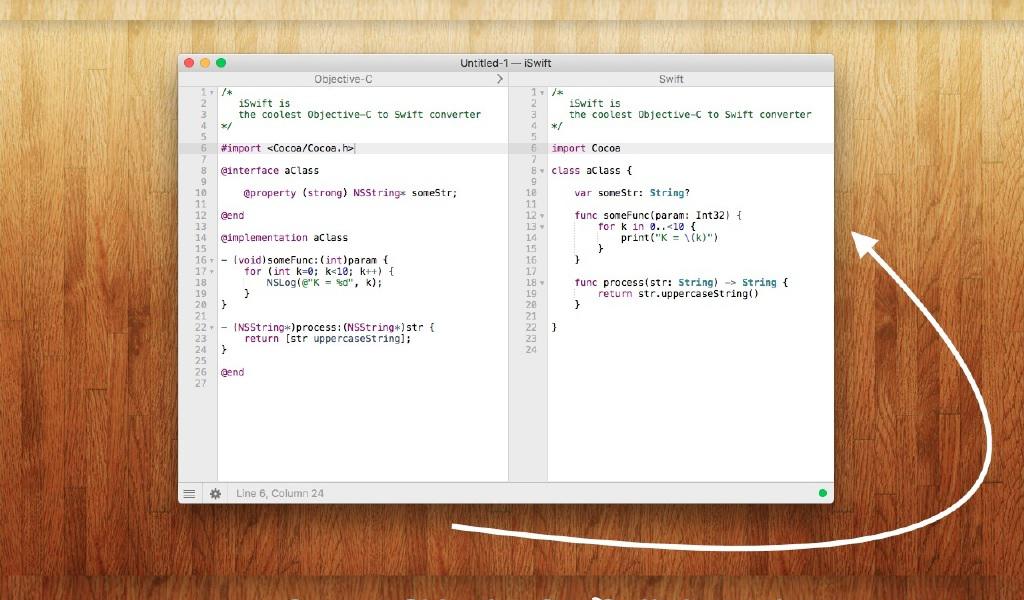 Untitled-1 — iSwift
Objective-C
1 /*
2 iSwift is
3 the coolest Objective-C to Swift converter
4 */
5
6 #import <Cocoa/Cocoa.h>
7
8 @interface aClass
9
10 @property (strong) NSString* someStr;
11
12 @end
13
14 @implementation aClass
15
16 - (void)someFunc:(int)param {
17 for (int k=0; k<10; k++) {
18 NSLog(@"K = %d", k);
19 }
20 }
21
22 - (NSString*)process:(NSString*)str {
23 return [str uppercaseString];
24 }
25
26 @end
27
Swift
1 /*
2 iSwift is
3 the coolest Objective-C to Swift converter
4 */
5
6 import Cocoa
7
8 class aClass {
9
10 var someStr: String?
11
12 func someFunc(param: Int32) {
13 for k in 0..<10 {
14 print("K = \(k)")
15 }
16 }
17
18 func process(str: String) -> String {
19 return str.uppercaseString()
20 }
21
22 }
23
24
Line 6, Column 24